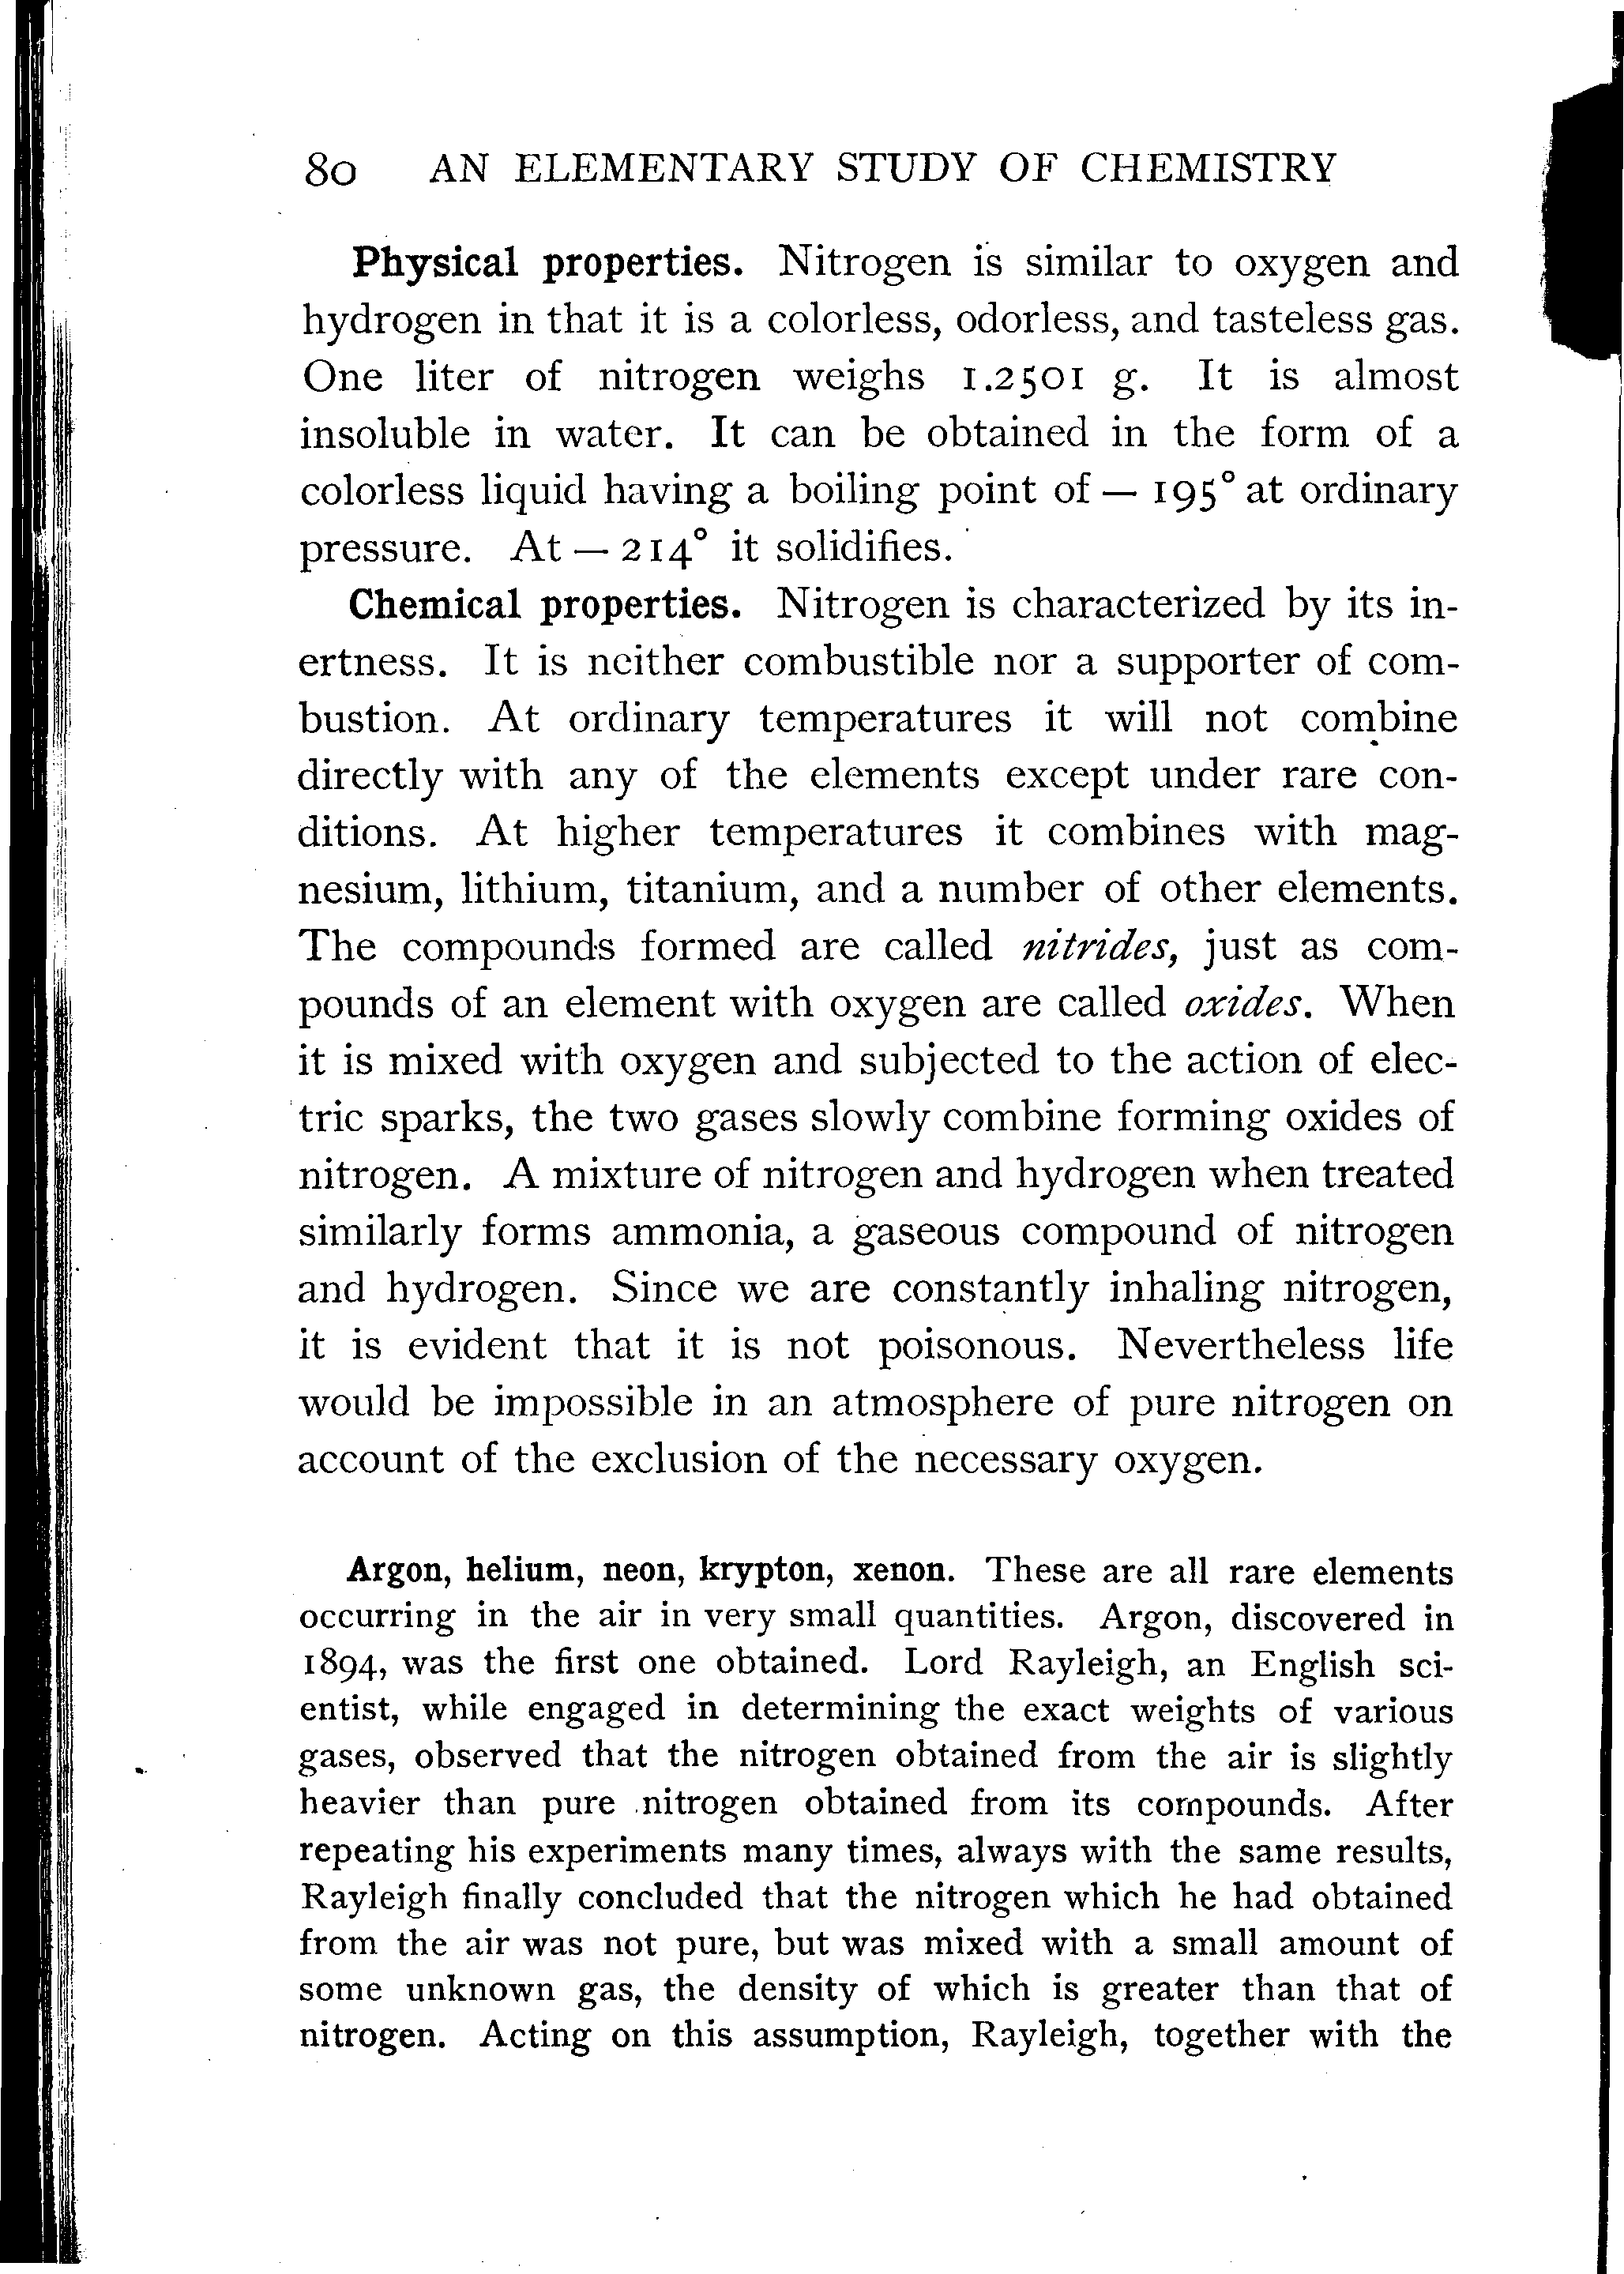 80 AN ELEMENTARY STUDY OF CHEMISTRY
Physical properties. Nitrogen is similar to oxygen and
hydrogen in that it is a colorless, odorless, and tasteless gas.
One liter of nitrogen weighs 1.2501 g. It is almost
insoluble in water. It can be obtained in the form of a
colorless liquid having a boiling point of — 195° at ordinary
pressure. At — 214° it solidifies.
Chemical properties. Nitrogen is characterized by its in-
ertness. It is neither combustible nor a supporter of com-
bustion. At ordinary temperatures it will not combine
directly with any of the elements except under rare con-
ditions. At higher temperatures it combines with mag-
nesium, lithium, titanium, and a number of other elements.
The compounds formed are called nitrides, just as com-
pounds of an element with oxygen are called oxides. When
it is mixed with oxygen and subjected to the action of elec-
tric sparks, the two gases slowly combine forming oxides of
nitrogen. A mixture of nitrogen and hydrogen when treated
similarly forms ammonia, a gaseous compound of nitrogen
and hydrogen. Since we are constantly inhaling nitrogen,
it is evident that it is not poisonous. Nevertheless life
would be impossible in an atmosphere of pure nitrogen on
account of the exclusion of the necessary oxygen.
Argon, helium, neon, krypton, xenon. These are all rare elements
occurring in the air in very small quantities. Argon, discovered in
1894, was the first one obtained. Lord Rayleigh, an English sci-
entist, while engaged in determining the exact weights of various
gases, observed that the nitrogen obtained from the air is slightly
heavier than pure nitrogen obtained from its compounds. After
repeating his experiments many times, always with the same results,
Rayleigh finally concluded that the nitrogen which he had obtained
from the air was not pure, but was mixed with a small amount of
some unknown gas, the density of which is greater than that of
nitrogen. Acting on this assumption, Rayleigh, together with the